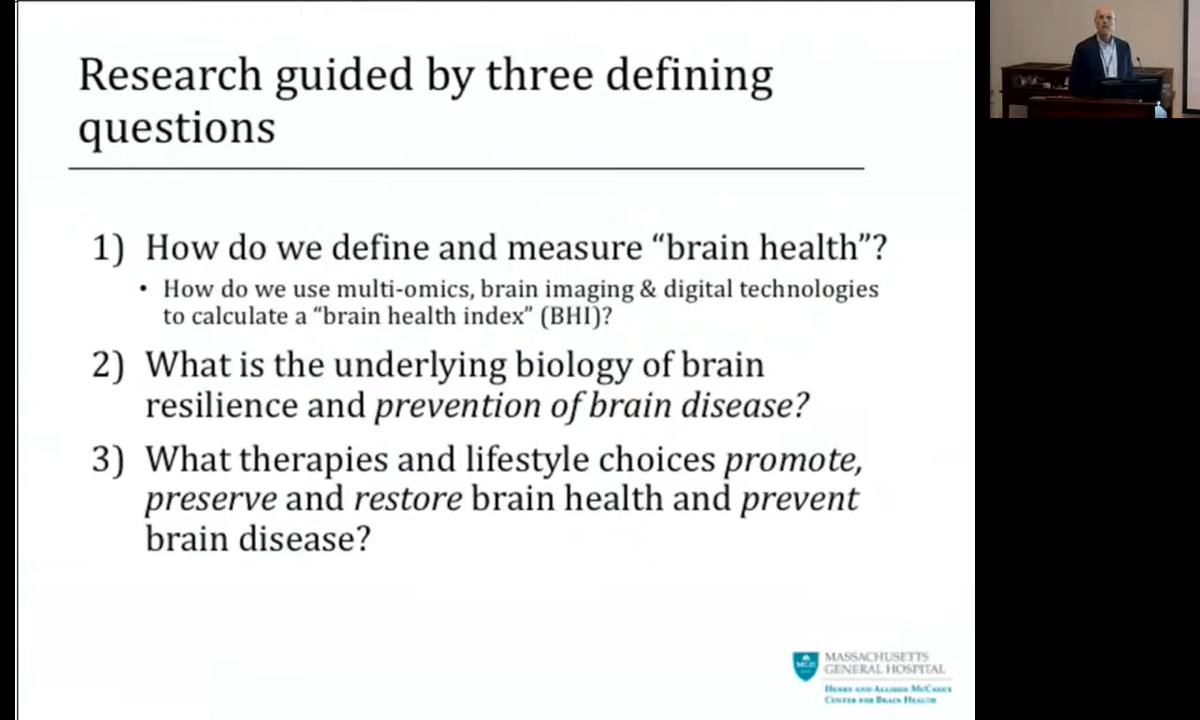 Research guided by three defining
questions
1) How do we define and measure “brain health”?
• How do we use multi-omics, brain imaging & digital technologies
to calculate a “brain health index” (BHI)?
2) What is the underlying biology of brain
resilience and prevention of brain disease?
3) What therapies and lifestyle choices promote,
preserve and restore brain health and prevent
brain disease?
MASSACHUSETTS
GENERAL HOSPITAL
HENRY AND ALLISON MCCANCE
CENTER FOR BRAIN HEALTH